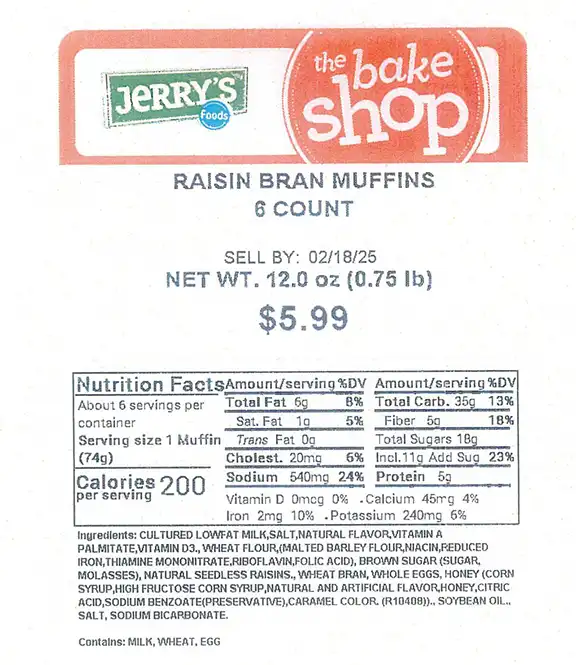 JERRY'S
Foods
the bake
shop
RAISIN BRAN MUFFINS
6 COUNT
SELL BY: 02/18/25
NET WT. 12.0 oz (0.75 lb)
$5.99
Nutrition Facts
About 6 servings per
container
Serving size 1 Muffin
(74g)
Calories
per serving 200
Amount/serving %DV
Total Fat 6g 8%
Sat. Fat 1g 5%
Trans Fat 0g
Cholest. 20mg 6%
Sodium 540mg 24%
Amount/serving %DV
Total Carb. 35g 13%
Fiber 5g 18%
Total Sugars 18g
Incl.11g Add Sug 23%
Protein 5g
Vitamin D 0mcg 0% .Calcium 45mg 4%
Iron 2mg 10% .Potassium 240mg 6%
Ingredients: CULTURED LOWFAT MILK,SALT,NATURAL FLAVOR,VITAMIN A
PALMITATE,VITAMIN D3., WHEAT FLOUR,(MALTED BARLEY FLOUR,NIACIN,REDUCED
IRON,THIAMINE MONONITRATE,RIBOFLAVIN,FOLIC ACID), BROWN SUGAR (SUGAR,
MOLASSES), NATURAL SEEDLESS RAISINS., WHEAT BRAN, WHOLE EGGS, HONEY (CORN
SYRUP,HIGH FRUCTOSE CORN SYRUP,NATURAL AND ARTIFICIAL FLAVOR,HONEY,CITRIC
ACID,SODIUM BENZOATE(PRESERVATIVE),CARAMEL COLOR. (R10408))., SOYBEAN OIL.,
SALT, SODIUM BICARBONATE.
Contains: MILK, WHEAT, EGG